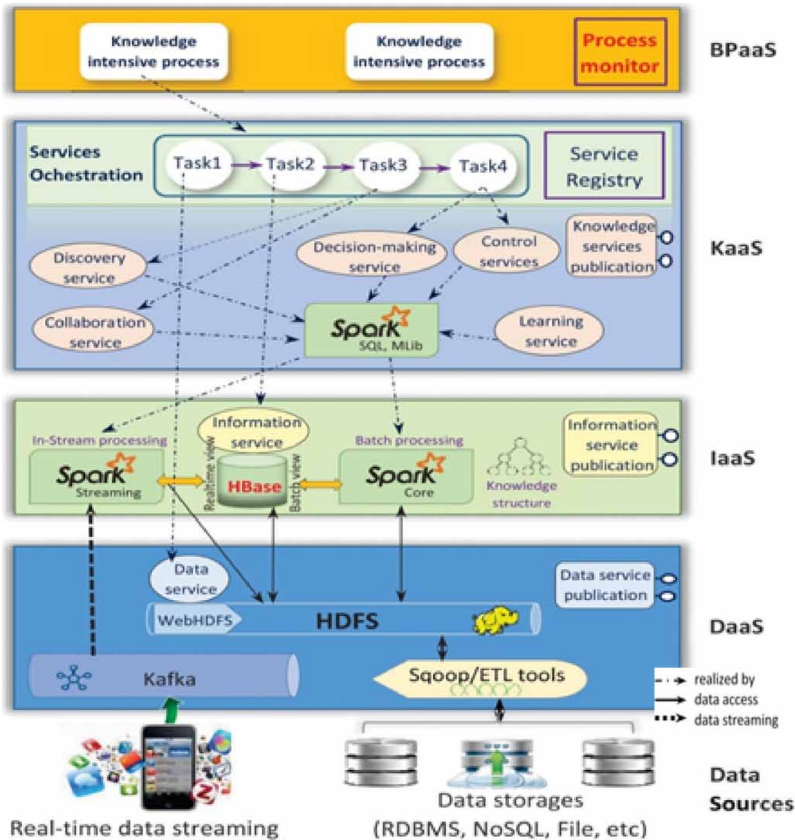 Knowledge
intensive process
Knowledge
intensive process
Process
monitor
BPaaS
Services
Ochestration
Task1
Task2
Task3
Task4
Service
Registry
Discovery
service
Decision-making
service
Control
services
Knowledge
services
publication
KaaS
Collaboration
service
Spark
SQL, MLib
Learning
service
In-Stream processing
Information
service
Batch processing
Information
service
publication
Spark
Streaming
Realtime view
HBase
Batch view
Spark
Core
Knowledge
structure
IaaS
Data
service
Data service
publication
WebHDFS
HDFS
DaaS
Kafka
Sqoop/ETL tools
realized by
data access
data streaming
Real-time data streaming
Data storages
(RDBMS, NoSQL, File, etc)
Data
Sources